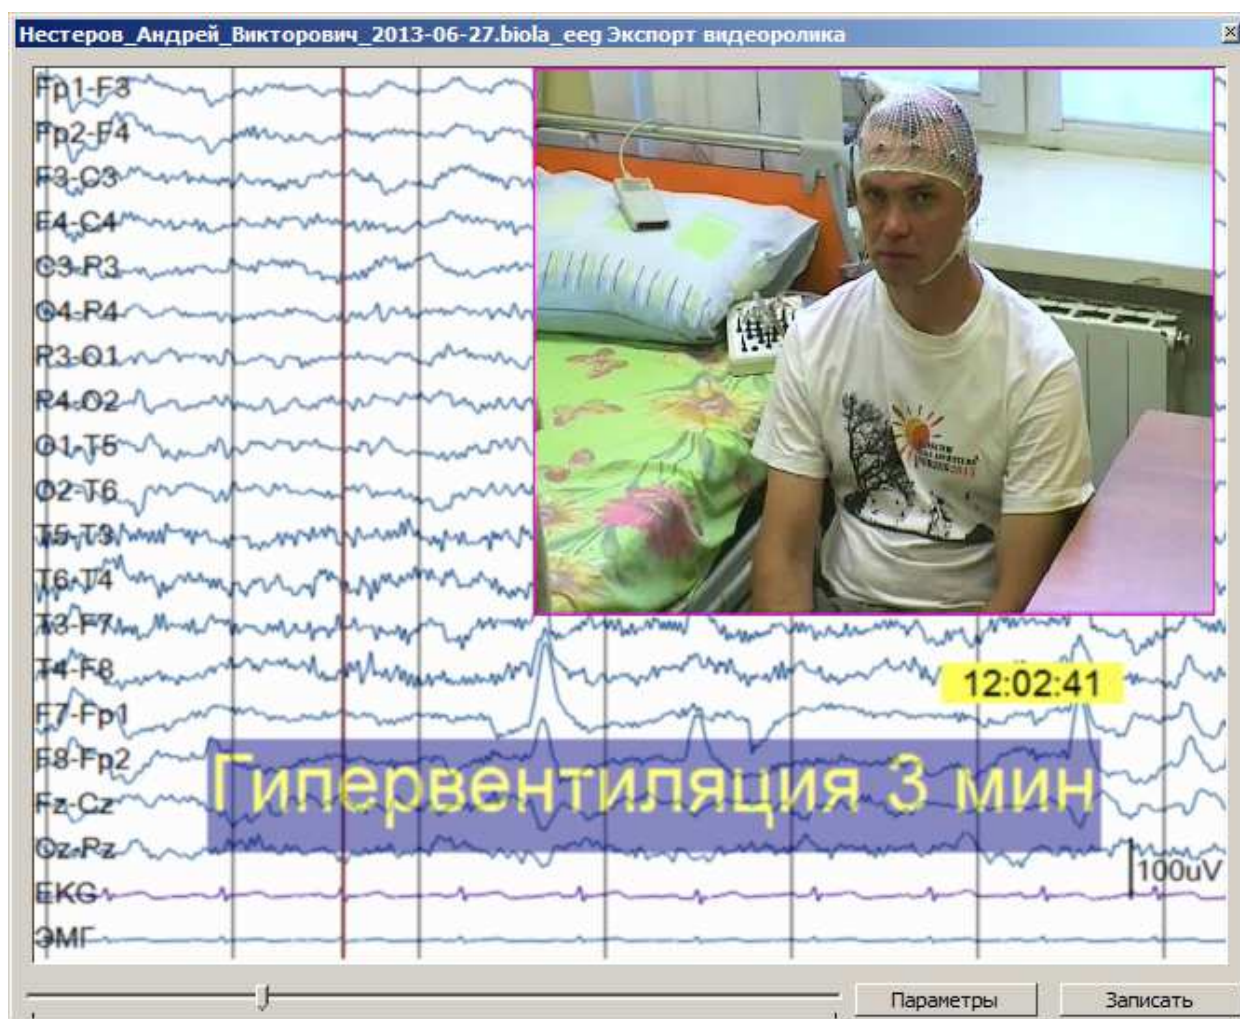 Нестеров_Андрей_Викторович_2013-06-27.biola_eeg Экспорт видеоролика
Fp1-F3
Fp2-F4
F3-C3
F4-C4
C3-P3
C4-P4
P3-O1
P4-O2
O1-T5
O2-T6
T5-T3
T6-T4
T3-F7
T4-F8
12:02:41
F7-Fp1
F8-Fp2
Гипервентиляция 3 мин
Fz-Cz
Cz-Pz
100uV
EKG
ЭМГ
Параметры
Записать